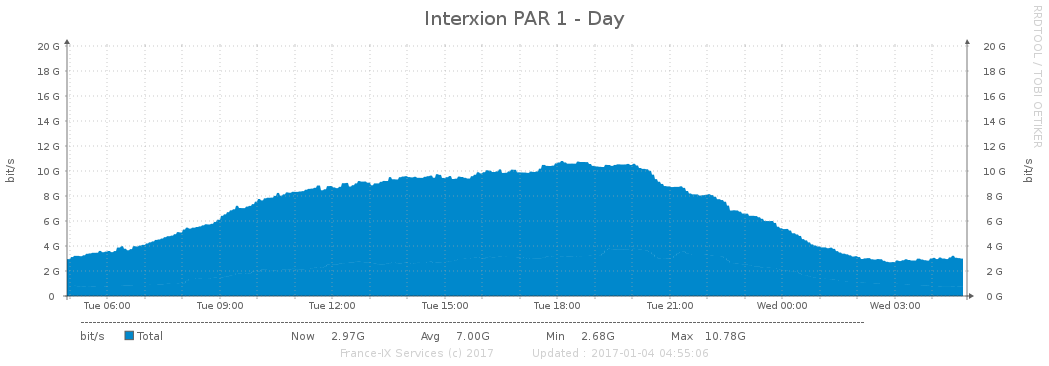 Interxion PAR 1 - Day
RRDTOOL / TOBI OETIKER
bit/s
20 G 20 G
18 G 18 G
16 G 16 G
14 G 14 G
12 G 12 G
10 G 10 G
8 G 8 G
6 G 6 G
4 G 4 G
2 G 2 G
0 0 G
bit/s
Tue 06:00 Tue 09:00 Tue 12:00 Tue 15:00 Tue 18:00 Tue 21:00 Wed 00:00 Wed 03:00
bit/s Total Now 2.97G Avg 7.00G Min 2.68G Max 10.78G
France-IX Services (c) 2017 Updated : 2017-01-04 04:55:06